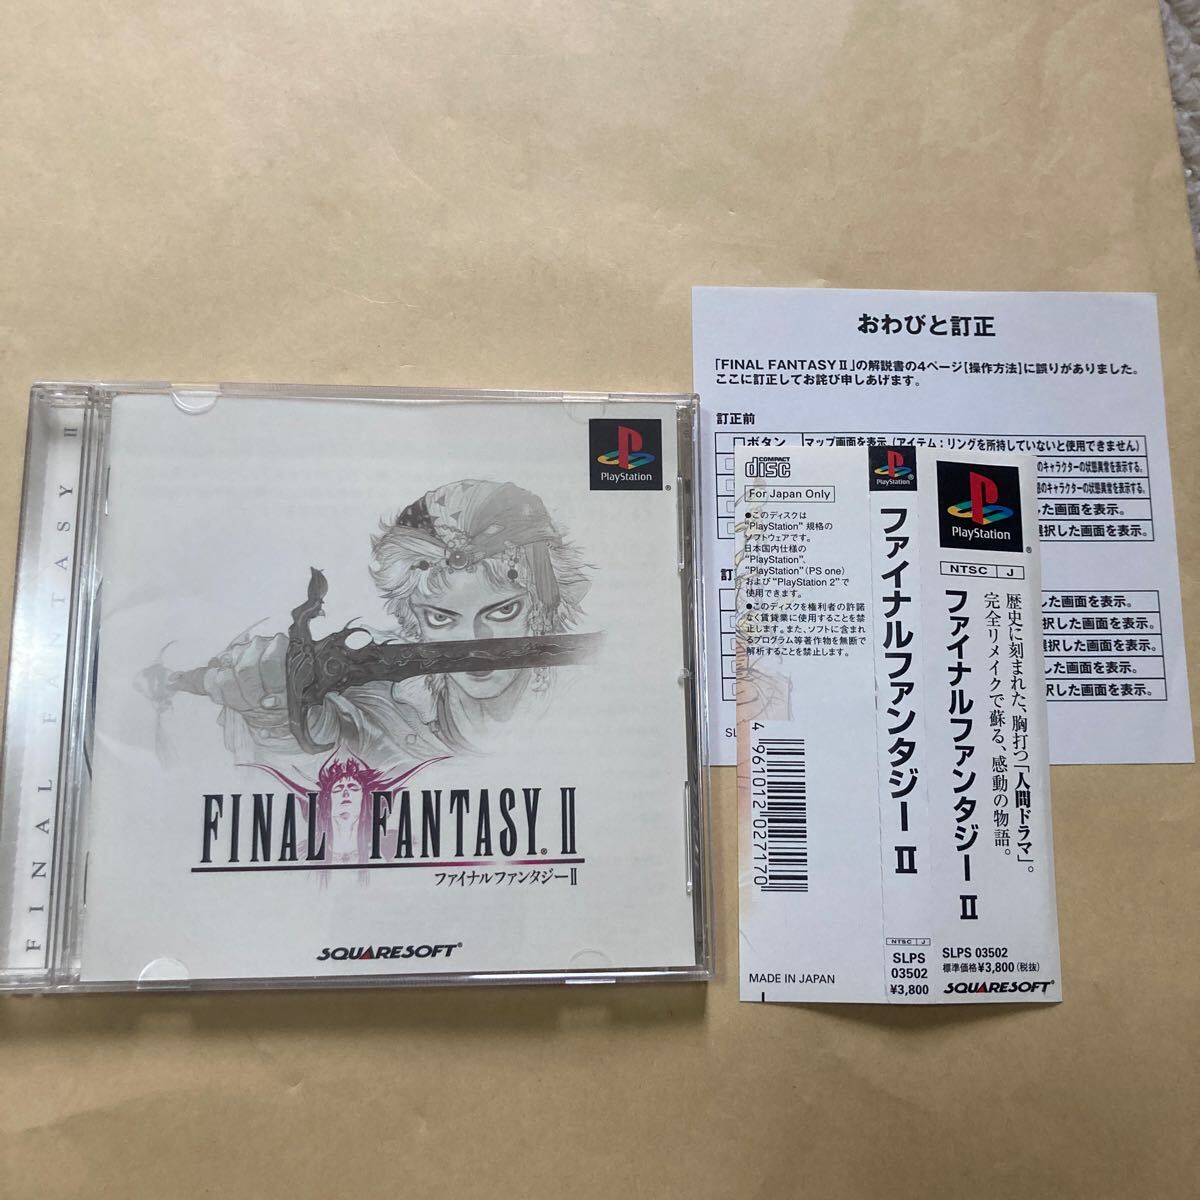 FINAL FANTASY II
PlayStation
FINAL FANTASY. II
ファイナルファンタジーII
SQUARESOFT
おわびと訂正
「FINAL FANTASY II」の解説書の4ページ【操作方法】に誤りがありました。
ここに訂正してお詫び申しあげます。
訂正前
□ボタン
マップ画面を表示（アイテム：リングを所持していないと使用できません）
のキャラクターの状態異常を表示する。
のキャラクターの状態異常を表示する。
した画面を表示。
選択した画面を表示。
訂
した画面を表示。
した画面を表示。
選択した画面を表示。
画面を表示。
択した画面を表示。
SL
COMPACT
disc
For Japan Only
●このディスクは
"PlayStation" 規格の
ソフトウェアです。
日本国内仕様の
"PlayStation"、
"PlayStation"（PS one）
および"PlayStation 2"で
使用できます。
●このディスクを権利者の許諾
なく賃貸業に使用することを禁
止します。また、ソフトに含まれ
るプログラム等著作物を無断で
解析することを禁止します。
4 961012 027170
MADE IN JAPAN
PlayStation
ファイナルファンタジー II
NTSC J
SLPS
03502
¥3,800
PlayStation
NTSC J
歴史に刻まれた、胸打つ「人間ドラマ」。
完全リメイクで蘇る、感動の物語。
ファイナルファンタジー II
SLPS 03502
標準価格¥3,800（税抜）
SQUARESOFT